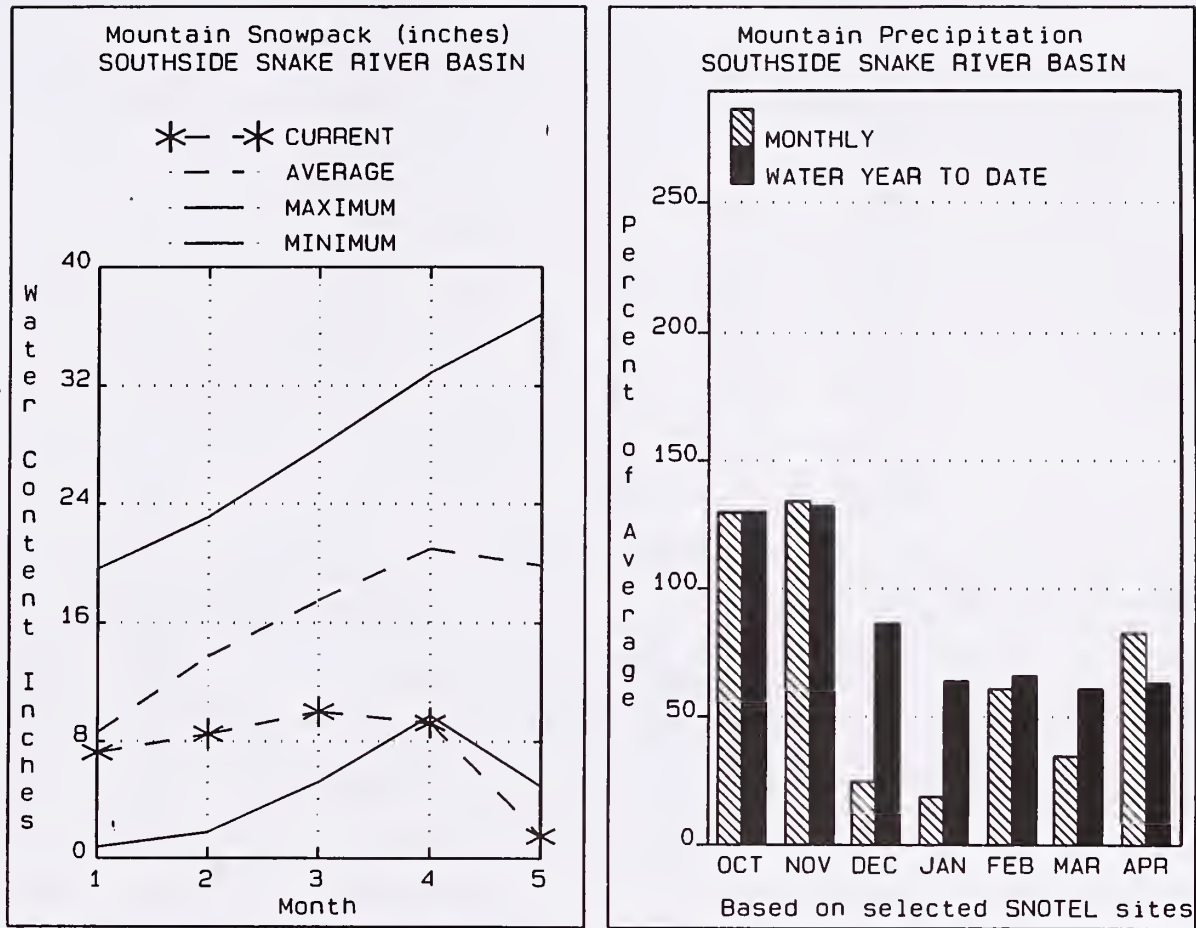 Mountain Snowpack (inches)
SOUTHSIDE SNAKE RIVER BASIN
CURRENT
AVERAGE
MAXIMUM
MINIMUM
Water Content Inches
40
32
24
16
8
0
1 2 3 4 5
Month
Mountain Precipitation
SOUTHSIDE SNAKE RIVER BASIN
MONTHLY
WATER YEAR TO DATE
Percent of Average
250
200
150
100
50
0
OCT NOV DEC JAN FEB MAR APR
Based on selected SNOTEL sites